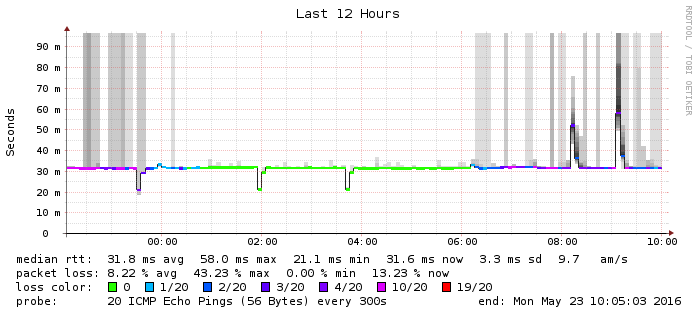 Last 12 Hours
RRDTOOL / TOBI OETIKER
Seconds
90 m
80 m
70 m
60 m
50 m
40 m
30 m
20 m
10 m
0
00:00 02:00 04:00 06:00 08:00 10:00
median rtt: 31.8 ms avg 58.0 ms max 21.1 ms min 31.6 ms now 3.3 ms sd 9.7 am/s
packet loss: 8.22 % avg 43.23 % max 0.00 % min 13.23 % now
loss color: 0 1/20 2/20 3/20 4/20 10/20 19/20
probe: 20 ICMP Echo Pings (56 Bytes) every 300s end: Mon May 23 10:05:03 2016